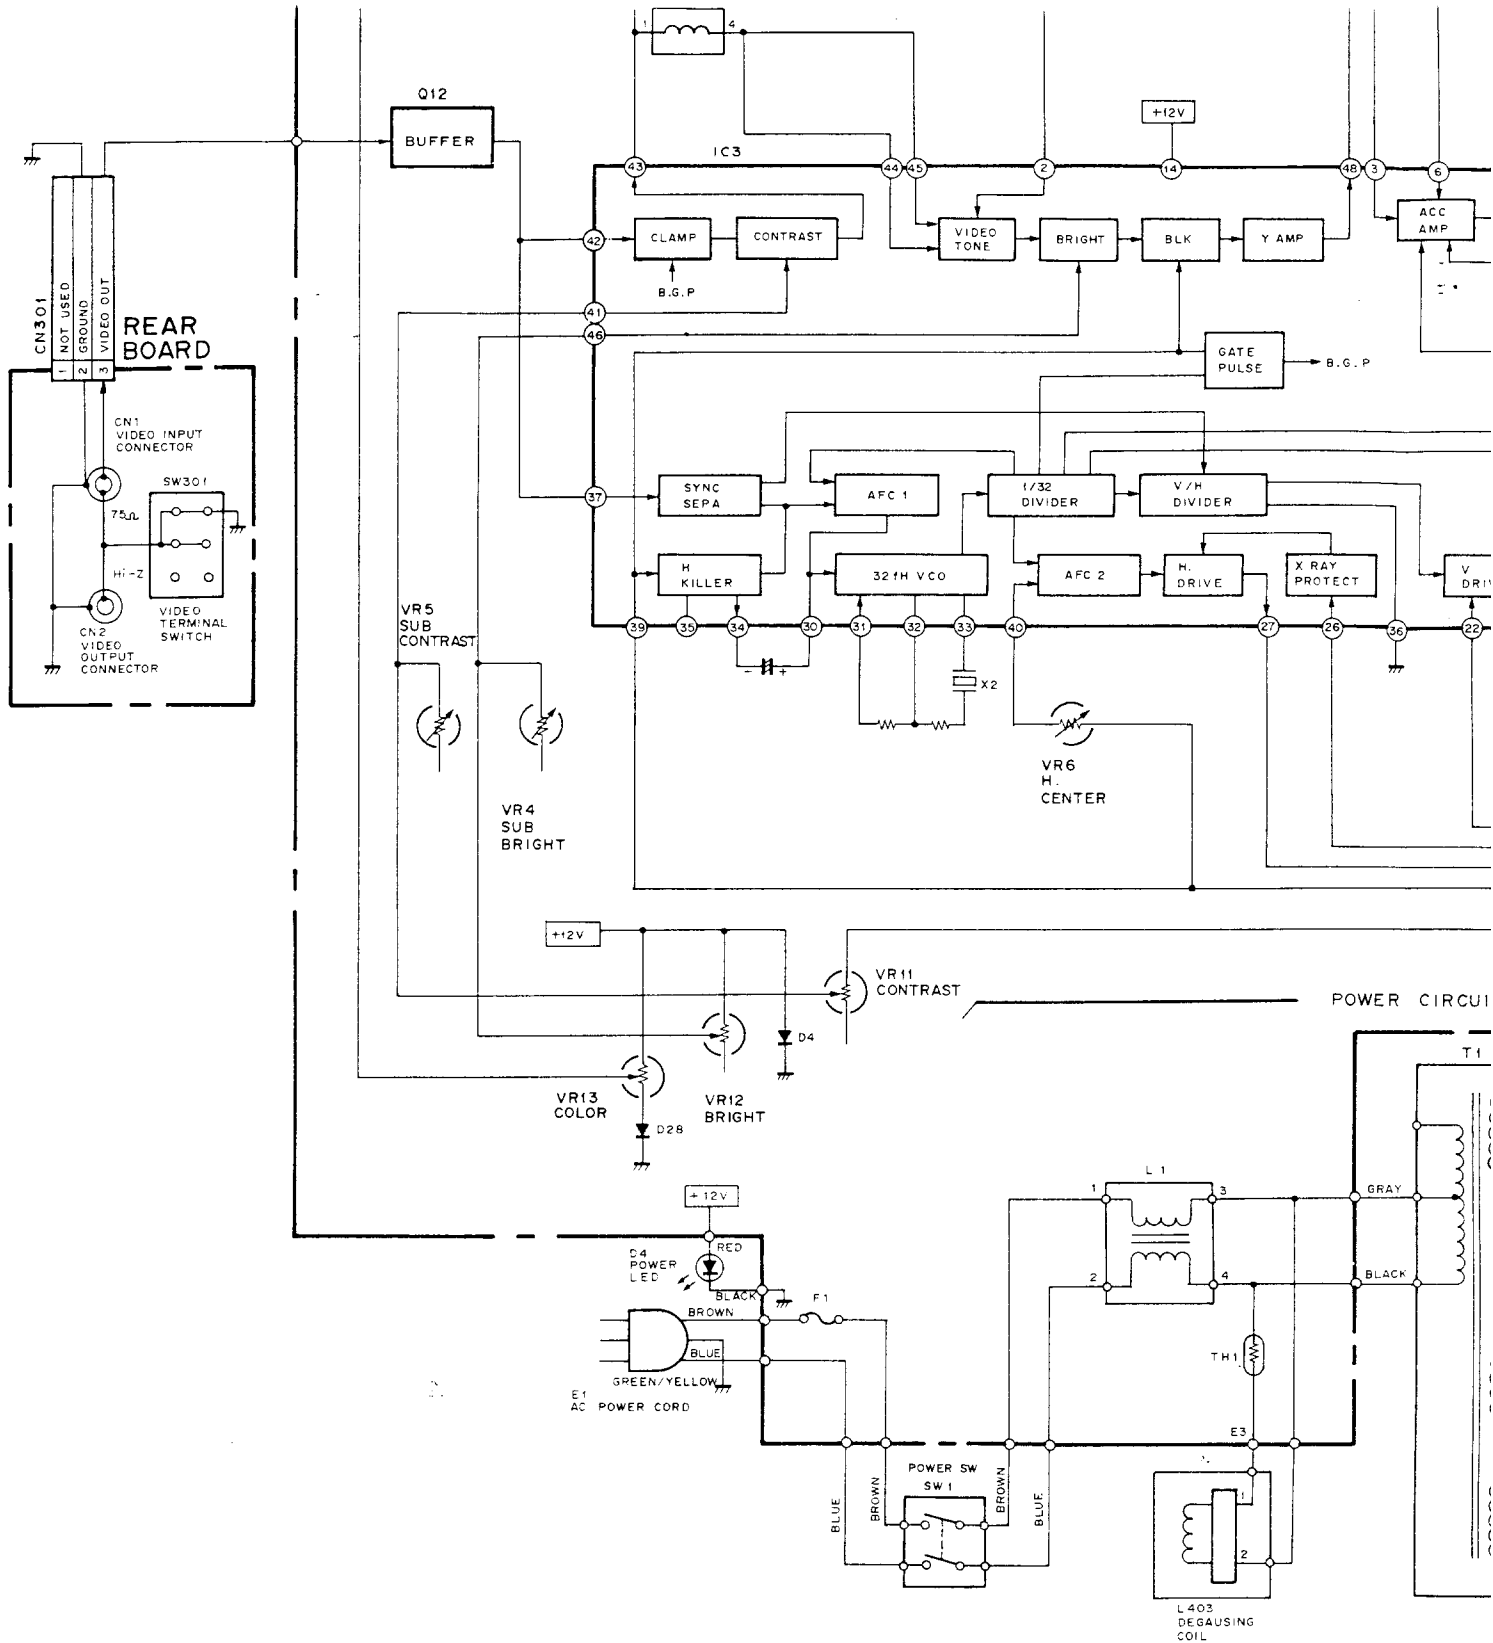 1
4
Q12
BUFFER
+12V
IC3
43
44
45
2
14
48
3
6
42
CLAMP
CONTRAST
VIDEO
TONE
BRIGHT
BLK
Y AMP
ACC
AMP
B.G.P
41
46
GATE
PULSE
B.G.P
CN301
NOT USED
GROUND
VIDEO OUT
1
2
3
REAR
BOARD
CN1
VIDEO INPUT
CONNECTOR
SW301
75Ω
Hi-Z
CN2
VIDEO
OUTPUT
CONNECTOR
VIDEO
TERMINAL
SWITCH
37
SYNC
SEPA
AFC 1
1/32
DIVIDER
V/H
DIVIDER
H
KILLER
32fH VCO
AFC 2
H.
DRIVE
X RAY
PROTECT
V
DRIV
39
35
34
30
31
32
33
40
27
26
36
22
- +
X2
VR5
SUB
CONTRAST
VR4
SUB
BRIGHT
VR6
H.
CENTER
+12V
VR11
CONTRAST
D4
VR13
COLOR
VR12
BRIGHT
D28
POWER CIRCUI
T1
+12V
RED
D4
POWER
LED
BLACK
BROWN
F1
BLUE
GREEN/YELLOW
E1
AC POWER CORD
L1
1
3
2
4
GRAY
BLACK
TH1
E3
POWER SW
SW1
BLUE
BROWN
BROWN
BLUE
1
2
L403
DEGAUSING
COIL